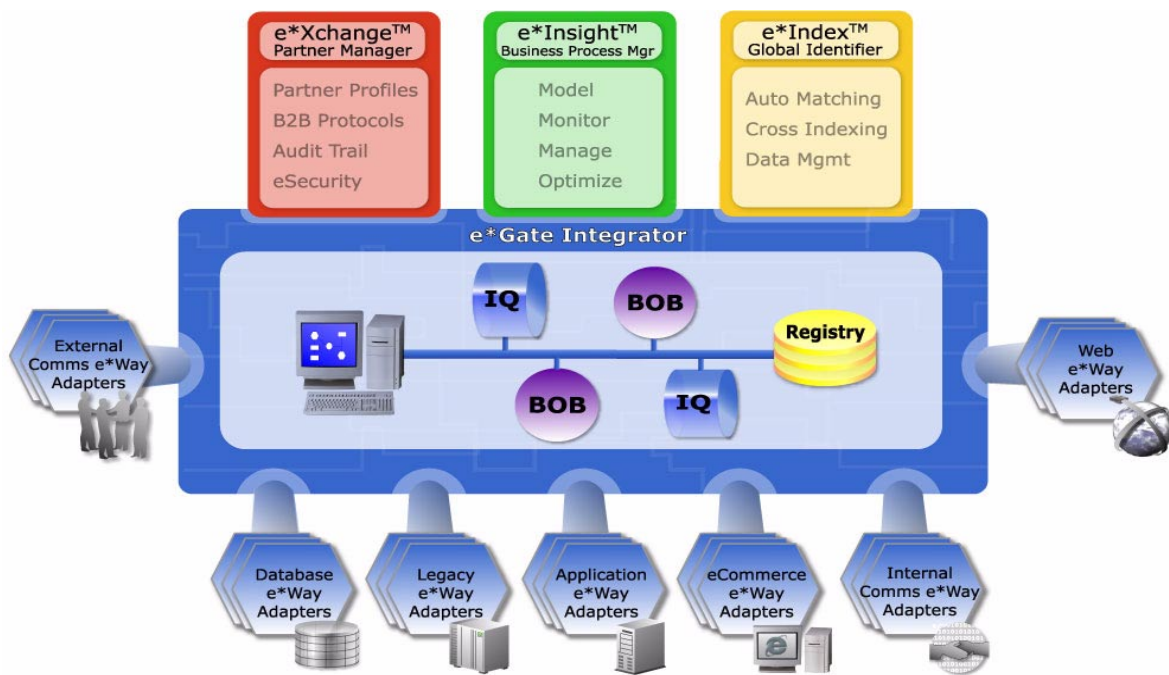 e*Xchange™
Partner Manager
Partner Profiles
B2B Protocols
Audit Trail
eSecurity
e*Insight™
Business Process Mgr
Model
Monitor
Manage
Optimize
e*Index™
Global Identifier
Auto Matching
Cross Indexing
Data Mgmt
e*Gate Integrator
IQ
BOB
Registry
BOB
IQ
External
Comms e*Way
Adapters
Web
e*Way
Adapters
Database
e*Way
Adapters
Legacy
e*Way
Adapters
Application
e*Way
Adapters
eCommerce
e*Way
Adapters
Internal
Comms e*Way
Adapters